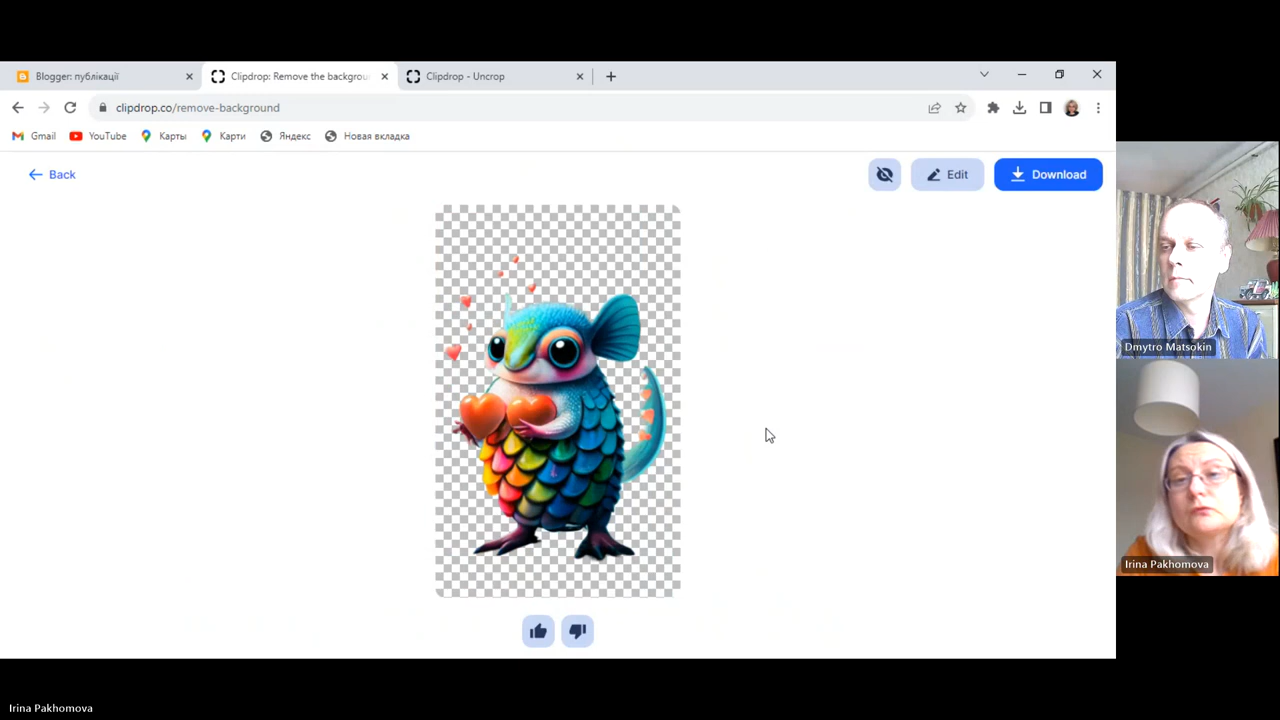 Blogger: публікації
Clipdrop: Remove the backgroun
Clipdrop - Uncrop
clipdrop.co/remove-background
Gmail
YouTube
Карты
Карти
Яндекс
Новая вкладка
Back
Edit
Download
Dmytro Matsokin
Irina Pakhomova
Irina Pakhomova